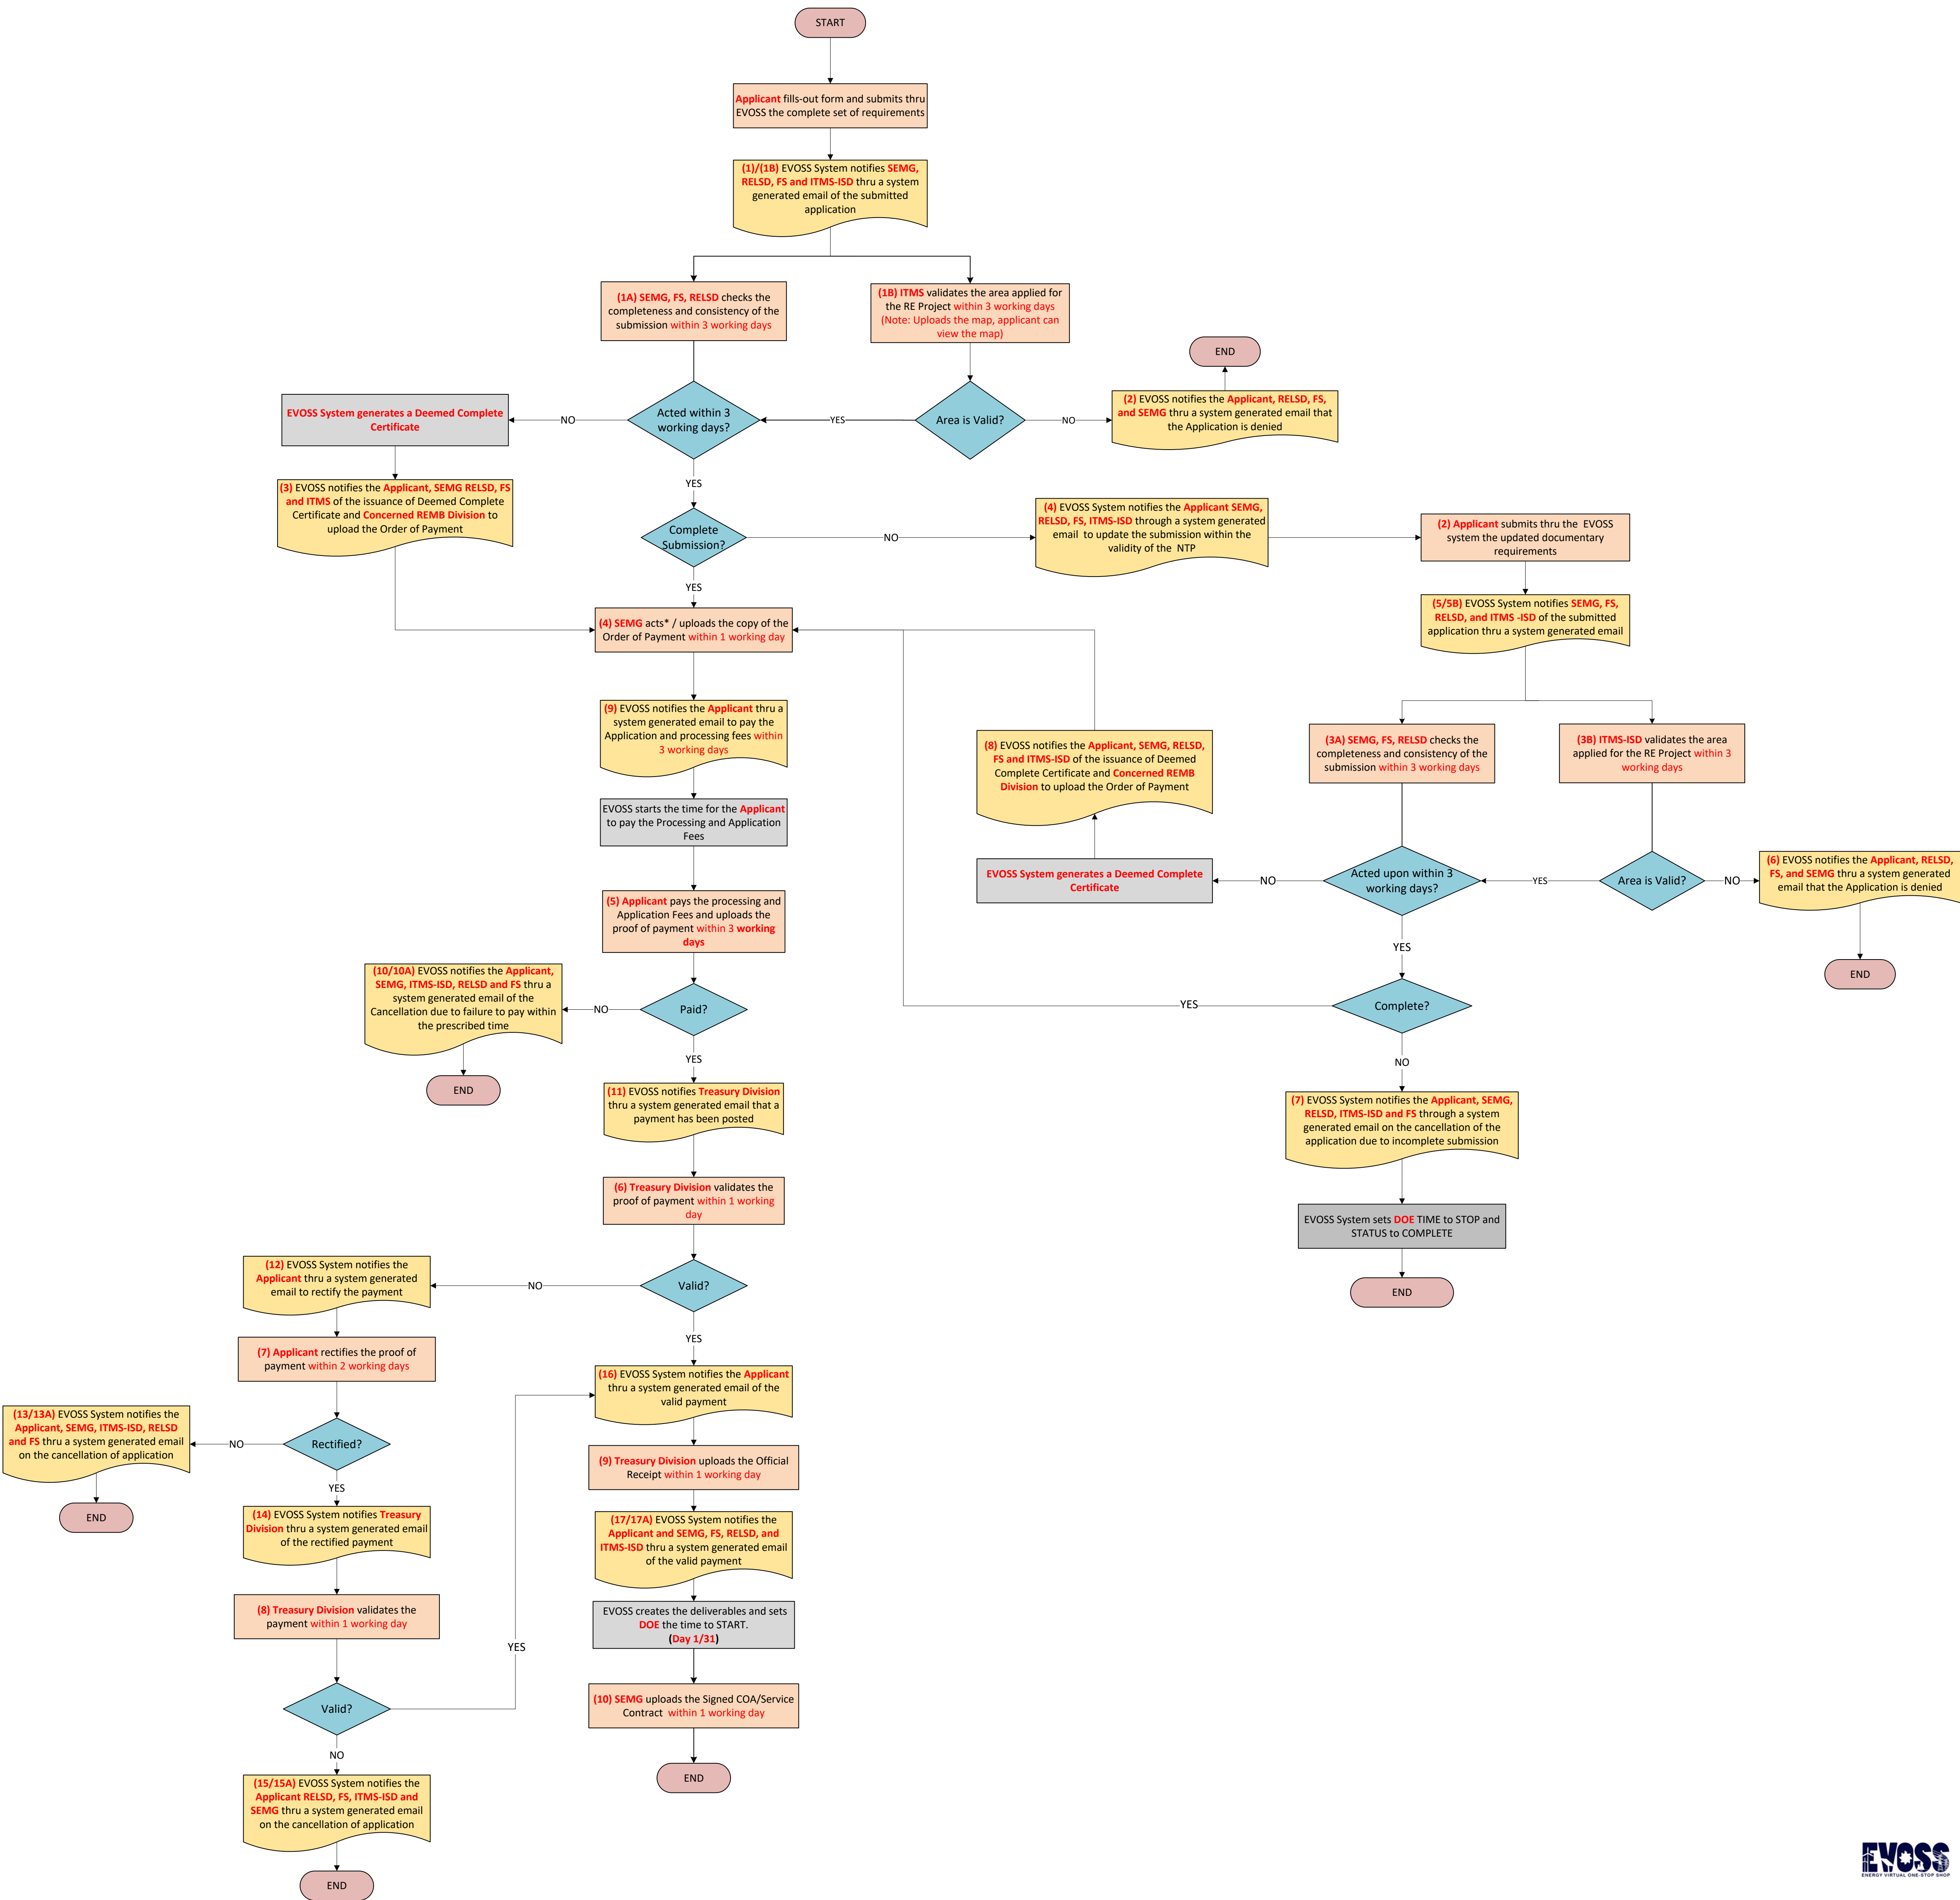 START
Applicant fills-out form and submits thru
EVOSS the complete set of requirements
(1)/(1B) EVOSS System notifies SEMG,
RELSD, FS and ITMS-ISD thru a system
generated email of the submitted
application
(1A) SEMG, FS, RELSD checks the
completeness and consistency of the
submission within 3 working days
(1B) ITMS validates the area applied for
the RE Project within 3 working days
(Note: Uploads the map, applicant can
view the map)
END
EVOSS System generates a Deemed Complete
Certificate
NO
Acted within 3
working days?
YES
Area is Valid?
NO
(2) EVOSS notifies the Applicant, RELSD, FS,
and SEMG thru a system generated email that
the Application is denied
YES
(3) EVOSS notifies the Applicant, SEMG RELSD, FS
and ITMS of the issuance of Deemed Complete
Certificate and Concerned REMB Division to
upload the Order of Payment
Complete
Submission?
NO
(4) EVOSS System notifies the Applicant SEMG,
RELSD, FS, ITMS-ISD through a system generated
email to update the submission within the
validity of the NTP
(2) Applicant submits thru the EVOSS
system the updated documentary
requirements
YES
(4) SEMG acts* / uploads the copy of the
Order of Payment within 1 working day
(5/5B) EVOSS System notifies SEMG, FS,
RELSD, and ITMS -ISD of the submitted
application thru a system generated email
(9) EVOSS notifies the Applicant thru a
system generated email to pay the
Application and processing fees within
3 working days
(8) EVOSS notifies the Applicant, SEMG, RELSD,
FS and ITMS-ISD of the issuance of Deemed
Complete Certificate and Concerned REMB
Division to upload the Order of Payment
(3A) SEMG, FS, RELSD checks the
completeness and consistency of the
submission within 3 working days
(3B) ITMS-ISD validates the area
applied for the RE Project within 3
working days
EVOSS starts the time for the Applicant
to pay the Processing and Application
Fees
EVOSS System generates a Deemed Complete
Certificate
NO
Acted upon within 3
working days?
YES
Area is Valid?
NO
(6) EVOSS notifies the Applicant, RELSD,
FS, and SEMG thru a system generated
email that the Application is denied
(5) Applicant pays the processing and
Application Fees and uploads the
proof of payment within 3 working
days
YES
END
(10/10A) EVOSS notifies the Applicant,
SEMG, ITMS-ISD, RELSD and FS thru a
system generated email of the
Cancellation due to failure to pay within
the prescribed time
NO
Paid?
YES
Complete?
YES
NO
END
(11) EVOSS notifies Treasury Division
thru a system generated email that a
payment has been posted
(7) EVOSS System notifies the Applicant, SEMG,
RELSD, ITMS-ISD and FS through a system
generated email on the cancellation of the
application due to incomplete submission
(6) Treasury Division validates the
proof of payment within 1 working
day
EVOSS System sets DOE TIME to STOP and
STATUS to COMPLETE
(12) EVOSS System notifies the
Applicant thru a system generated
email to rectify the payment
NO
Valid?
END
YES
(7) Applicant rectifies the proof of
payment within 2 working days
(16) EVOSS System notifies the Applicant
thru a system generated email of the
valid payment
(13/13A) EVOSS System notifies the
Applicant, SEMG, ITMS-ISD, RELSD
and FS thru a system generated email
on the cancellation of application
NO
Rectified?
(9) Treasury Division uploads the Official
Receipt within 1 working day
YES
END
(14) EVOSS System notifies Treasury
Division thru a system generated email
of the rectified payment
(17/17A) EVOSS System notifies the
Applicant and SEMG, FS, RELSD, and
ITMS-ISD thru a system generated email
of the valid payment
(8) Treasury Division validates the
payment within 1 working day
EVOSS creates the deliverables and sets
DOE the time to START.
(Day 1/31)
YES
Valid?
(10) SEMG uploads the Signed COA/Service
Contract within 1 working day
NO
END
(15/15A) EVOSS System notifies the
Applicant RELSD, FS, ITMS-ISD and
SEMG thru a system generated email
on the cancellation of application
END
EVOSS
ENERGY VIRTUAL ONE-STOP SHOP